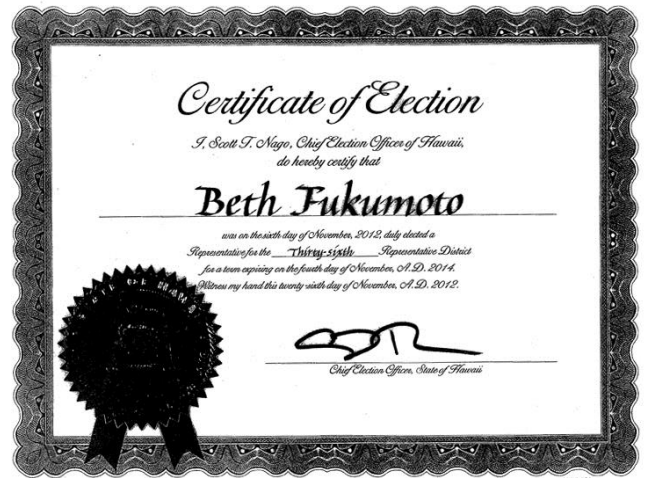 Certificate of Election
I, Scott T. Nago, Chief Election Officer of Hawaii,
do hereby certify that
Beth Fukumoto
was on the sixth day of November, 2012, duly elected a
Representative for the Thirty-sixth Representative District
for a term expiring on the fourth day of November, A.D. 2014.
Witness my hand this twenty-sixth day of November, A.D. 2012.
Chief Election Officer, State of Hawaii